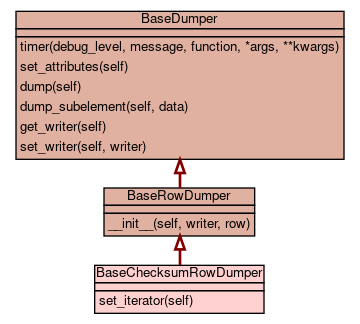 BaseDumper
timer(debug_level, message, function, *args, **kwargs)
set_attributes(self)
dump(self)
dump_subelement(self, data)
get_writer(self)
set_writer(self, writer)
BaseRowDumper
__init__(self, writer, row)
BaseChecksumRowDumper
set_iterator(self)